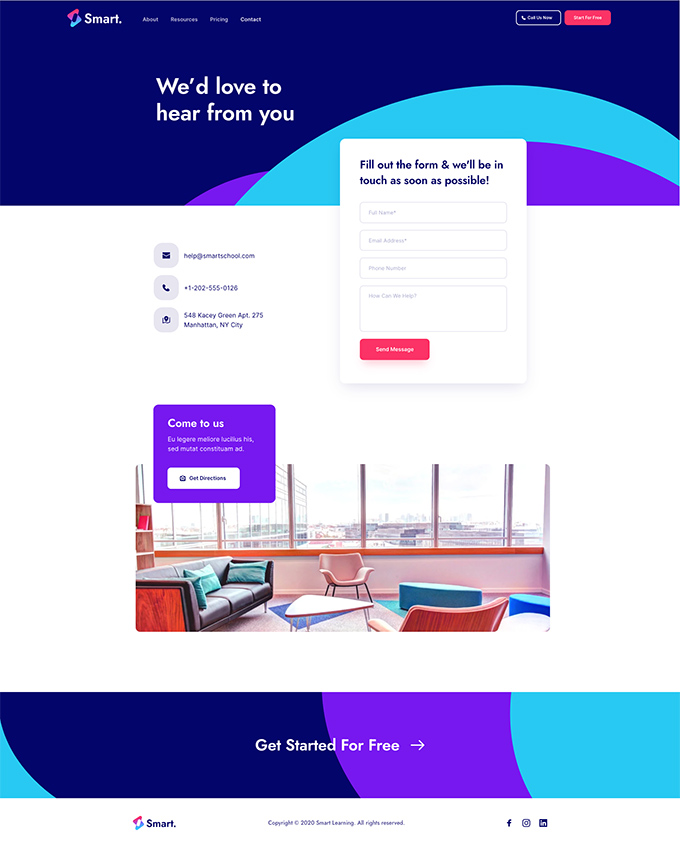 Smart.
About
Resources
Pricing
Contact
Call Us Now
Start For Free
We'd love to
hear from you
Fill out the form & we'll be in
touch as soon as possible!
Full Name*
Email Address*
Phone Number
How Can We Help?
Send Message
help@smartschool.com
+1-202-555-0126
548 Kacey Green Apt. 275
Manhattan, NY City
Come to us
Eu legere meliore lucilius his,
sed mutat constituam ad.
Get Directions
Get Started For Free
Smart.
Copyright © 2020 Smart Learning. All rights reserved.